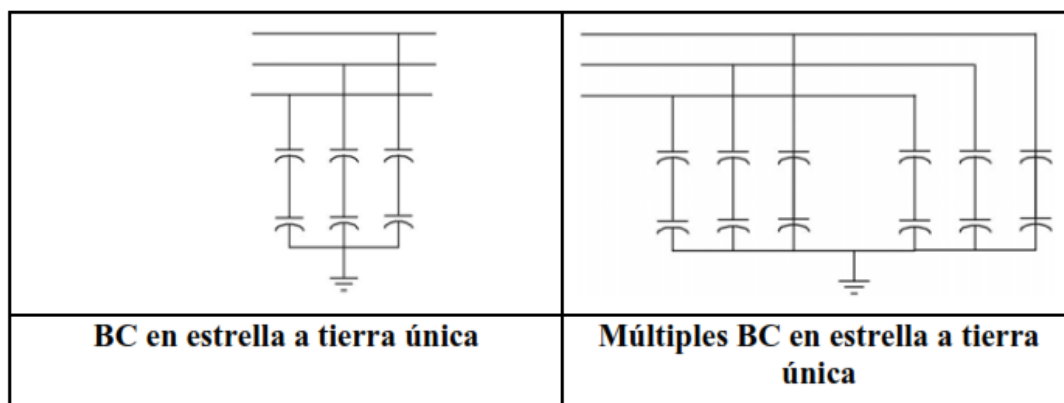 BC en estrella a tierra única
Múltiples BC en estrella a tierra
única